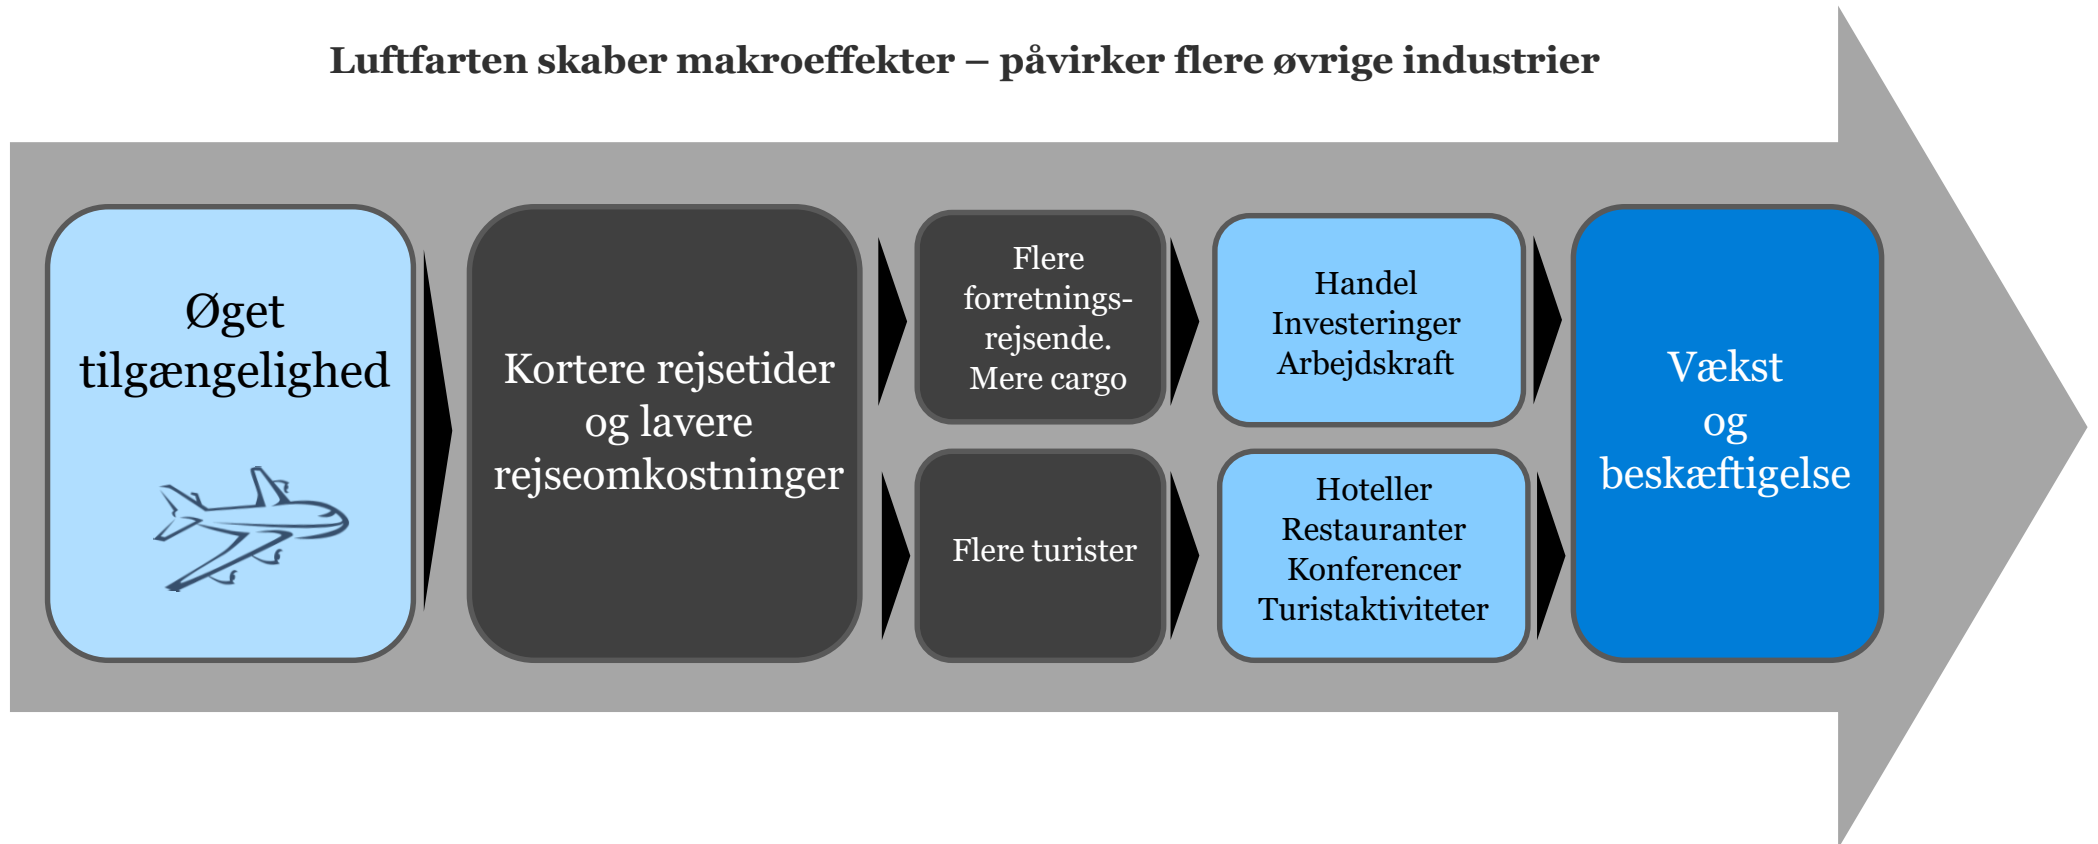 Luftfarten skaber makroeffekter – påvirker flere øvrige industrier
Øget
tilgængelighed
Kortere rejsetider
og lavere
rejseomkostninger
Flere
forretnings-
rejsende.
Mere cargo
Handel
Investeringer
Arbejdskraft
Flere turister
Hoteller
Restauranter
Konferencer
Turistaktiviteter
Vækst
og
beskæftigelse